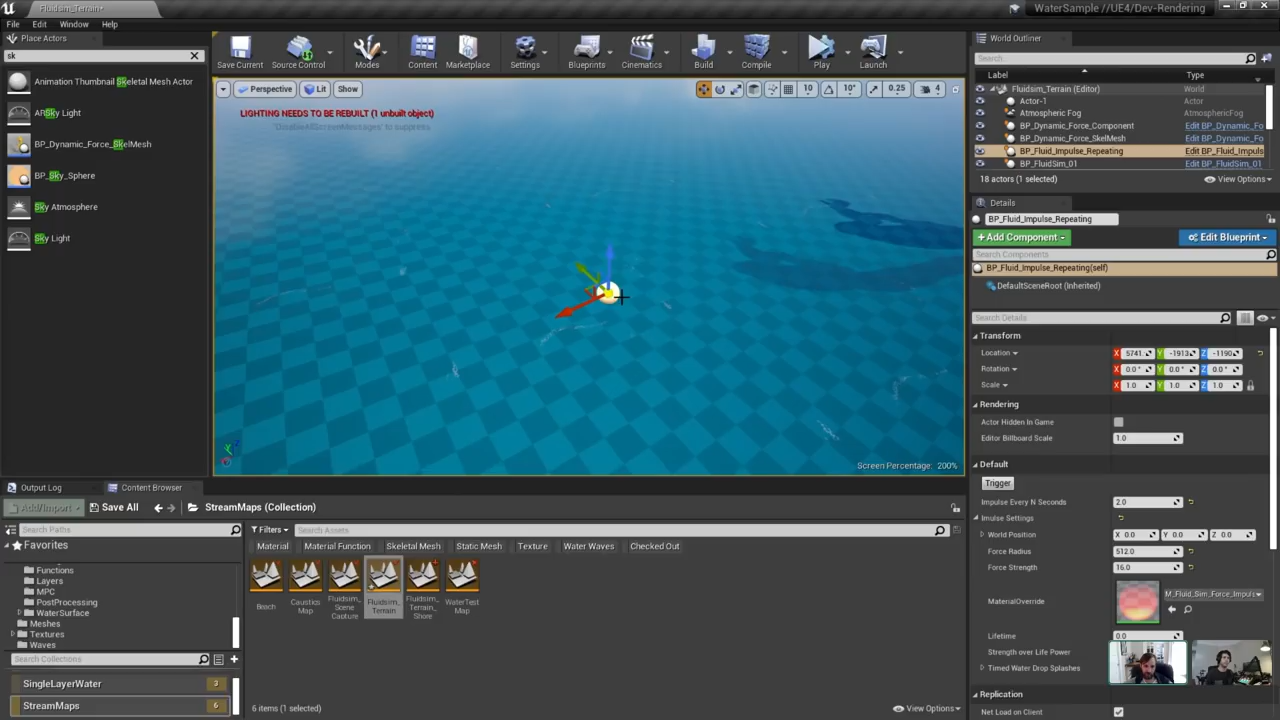 Fluidsim_Terrain*
WaterSample //UE4/Dev-Rendering
File Edit Window Help
Place Actors
sk
Animation Thumbnail Skeletal Mesh Actor
ARSky Light
BP_Dynamic_Force_SkelMesh
BP_Sky_Sphere
Sky Atmosphere
Sky Light
Save Current Source Control Modes Content Marketplace Settings Blueprints Cinematics Build Compile Play Launch
Perspective Lit Show
10 10° 0.25 4
LIGHTING NEEDS TO BE REBUILT (1 unbuilt object)
'DisableAllScreenMessages' to suppress
Screen Percentage: 200%
World Outliner
Search...
Label Type
Fluidsim_Terrain (Editor) World
Actor-1 Actor
Atmospheric Fog AtmosphericFog
BP_Dynamic_Force_Component Edit BP_Dynamic_Fo
BP_Dynamic_Force_SkelMesh Edit BP_Dynamic_Fo
BP_Fluid_Impulse_Repeating Edit BP_Fluid_Impuls
BP_FluidSim_01 Edit BP_FluidSim_01
18 actors (1 selected) View Options
Details
BP_Fluid_Impulse_Repeating
+Add Component Edit Blueprint
Search Components
BP_Fluid_Impulse_Repeating(self)
DefaultSceneRoot (Inherited)
Search Details
Transform
Location X 5741. Y -1913 Z -1190
Rotation X 0.0° Y 0.0° Z 0.0°
Scale X 1.0 Y 1.0 Z 1.0
Rendering
Actor Hidden In Game
Editor Billboard Scale 1.0
Default
Trigger
Impulse Every N Seconds 2.0
Imulse Settings
World Position X 0.0 Y 0.0 Z 0.0
Force Radius 512.0
Force Strength 16.0
MaterialOverride M_Fluid_Sim_Force_Impuls
Lifetime 0.0
Strength over Life Power
Timed Water Drop Splashes
Replication
Net Load on Client
Output Log Content Browser
Add/Import Save All StreamMaps (Collection)
Search Paths
Favorites
Functions
Layers
MPC
PostProcessing
WaterSurface
Meshes
Textures
Waves
Search Collections
SingleLayerWater 3
StreamMaps 6
Filters Search Assets
Material Material Function Skeletal Mesh Static Mesh Texture Water Waves Checked Out
Beach
Caustics Map
Fluidsim_Scene Capture
Fluidsim_Terrain
Fluidsim_Terrain_Shore
WaterTest Map
6 items (1 selected) View Options